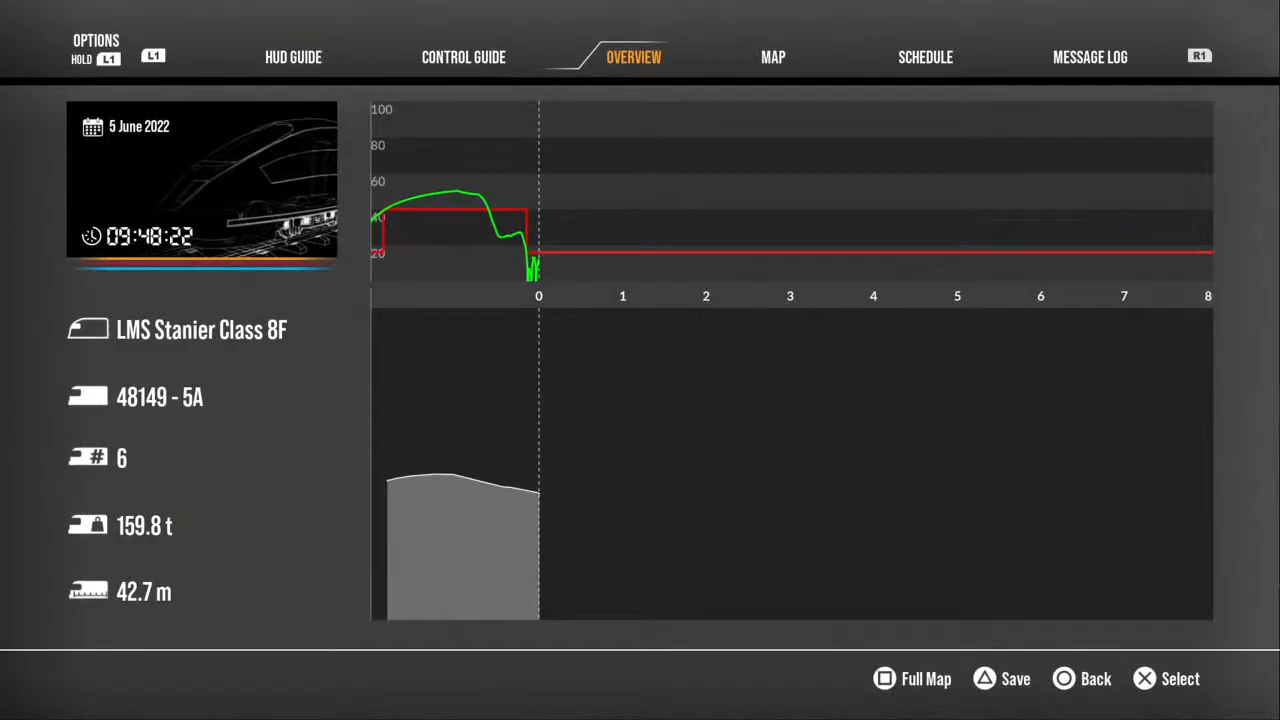 OPTIONS
HOLD L1
L1
HUD GUIDE
CONTROL GUIDE
OVERVIEW
MAP
SCHEDULE
MESSAGE LOG
R1
5 June 2022
09:48:22
LMS Stanier Class 8F
48149 - 5A
# 6
159.8 t
42.7 m
100
80
60
40
20
0 1 2 3 4 5 6 7 8
Full Map
Save
Back
Select